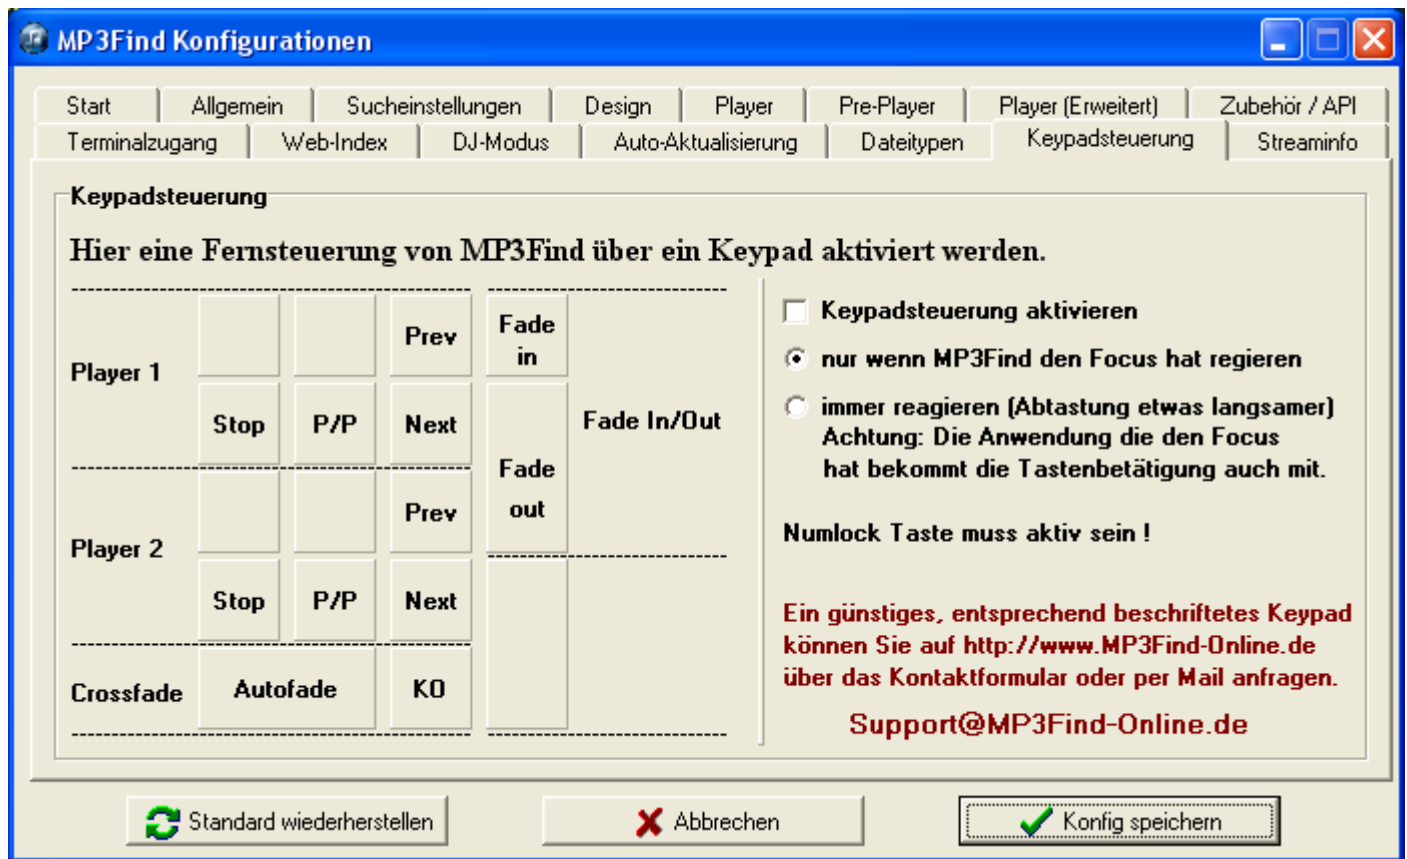 MP3Find Konfigurationen
Start Allgemein Sucheinstellungen Design Player Pre-Player Player (Erweitert) Zubehör / API
Terminalzugang Web-Index DJ-Modus Auto-Aktualisierung Dateitypen Keypadsteuerung Streaminfo
Keypadsteuerung
Hier eine Fernsteuerung von MP3Find über ein Keypad aktiviert werden.
Player 1
Prev
Stop P/P Next
Player 2
Prev
Stop P/P Next
Crossfade Autofade KO
Fade
in
Fade
out
Fade In/Out
Keypadsteuerung aktivieren
nur wenn MP3Find den Focus hat regieren
immer reagieren (Abtastung etwas langsamer)
Achtung: Die Anwendung die den Focus
hat bekommt die Tastenbetätigung auch mit.
Numlock Taste muss aktiv sein !
Ein günstiges, entsprechend beschriftetes Keypad
können Sie auf http://www.MP3Find-Online.de
über das Kontaktformular oder per Mail anfragen.
Support@MP3Find-Online.de
Standard wiederherstellen Abbrechen Konfig speichern